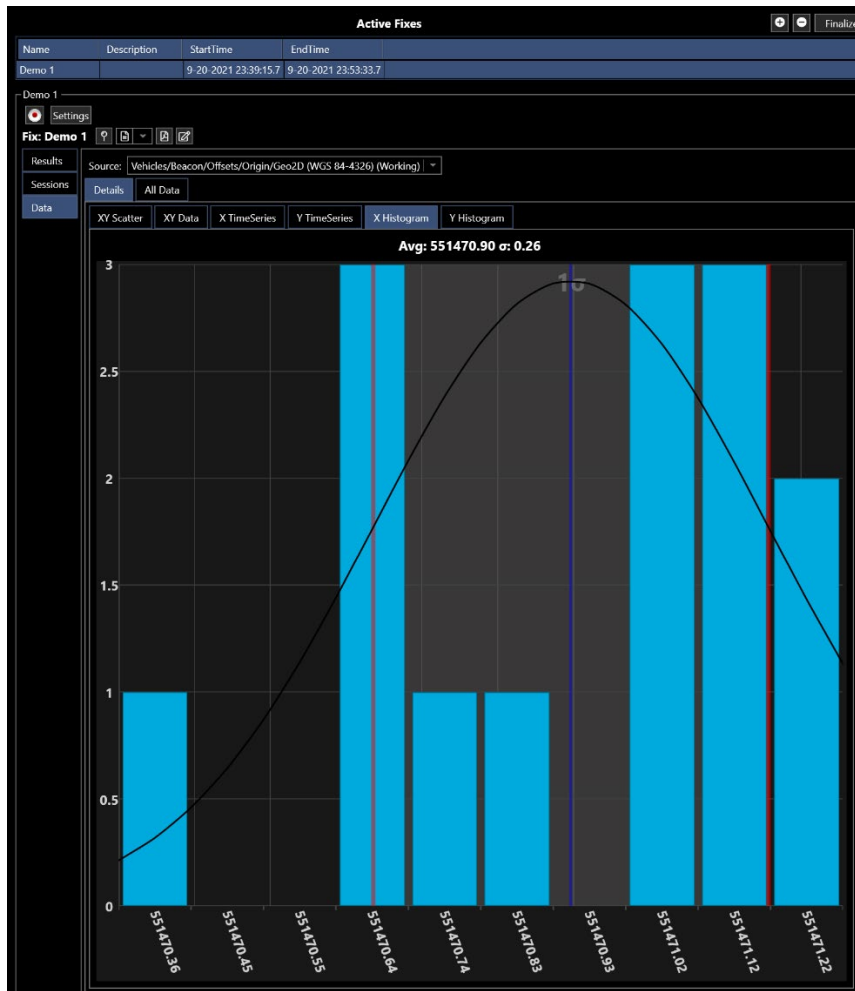 Active Fixes
Finalize
Name Description StartTime EndTime
Demo 1 9-20-2021 23:39:15.7 9-20-2021 23:53:33.7
Demo 1
Settings
Fix: Demo 1
Results
Sessions
Data
Source: Vehicles/Beacon/Offsets/Origin/Geo2D (WGS 84-4326) (Working)
Details All Data
XY Scatter XY Data X TimeSeries Y TimeSeries X Histogram Y Histogram
Avg: 551470.90 σ: 0.26
1σ
3
2.5
2
1.5
1
0.5
0
551470.36 551470.45 551470.55 551470.64 551470.74 551470.83 551470.93 551471.02 551471.12 551471.22